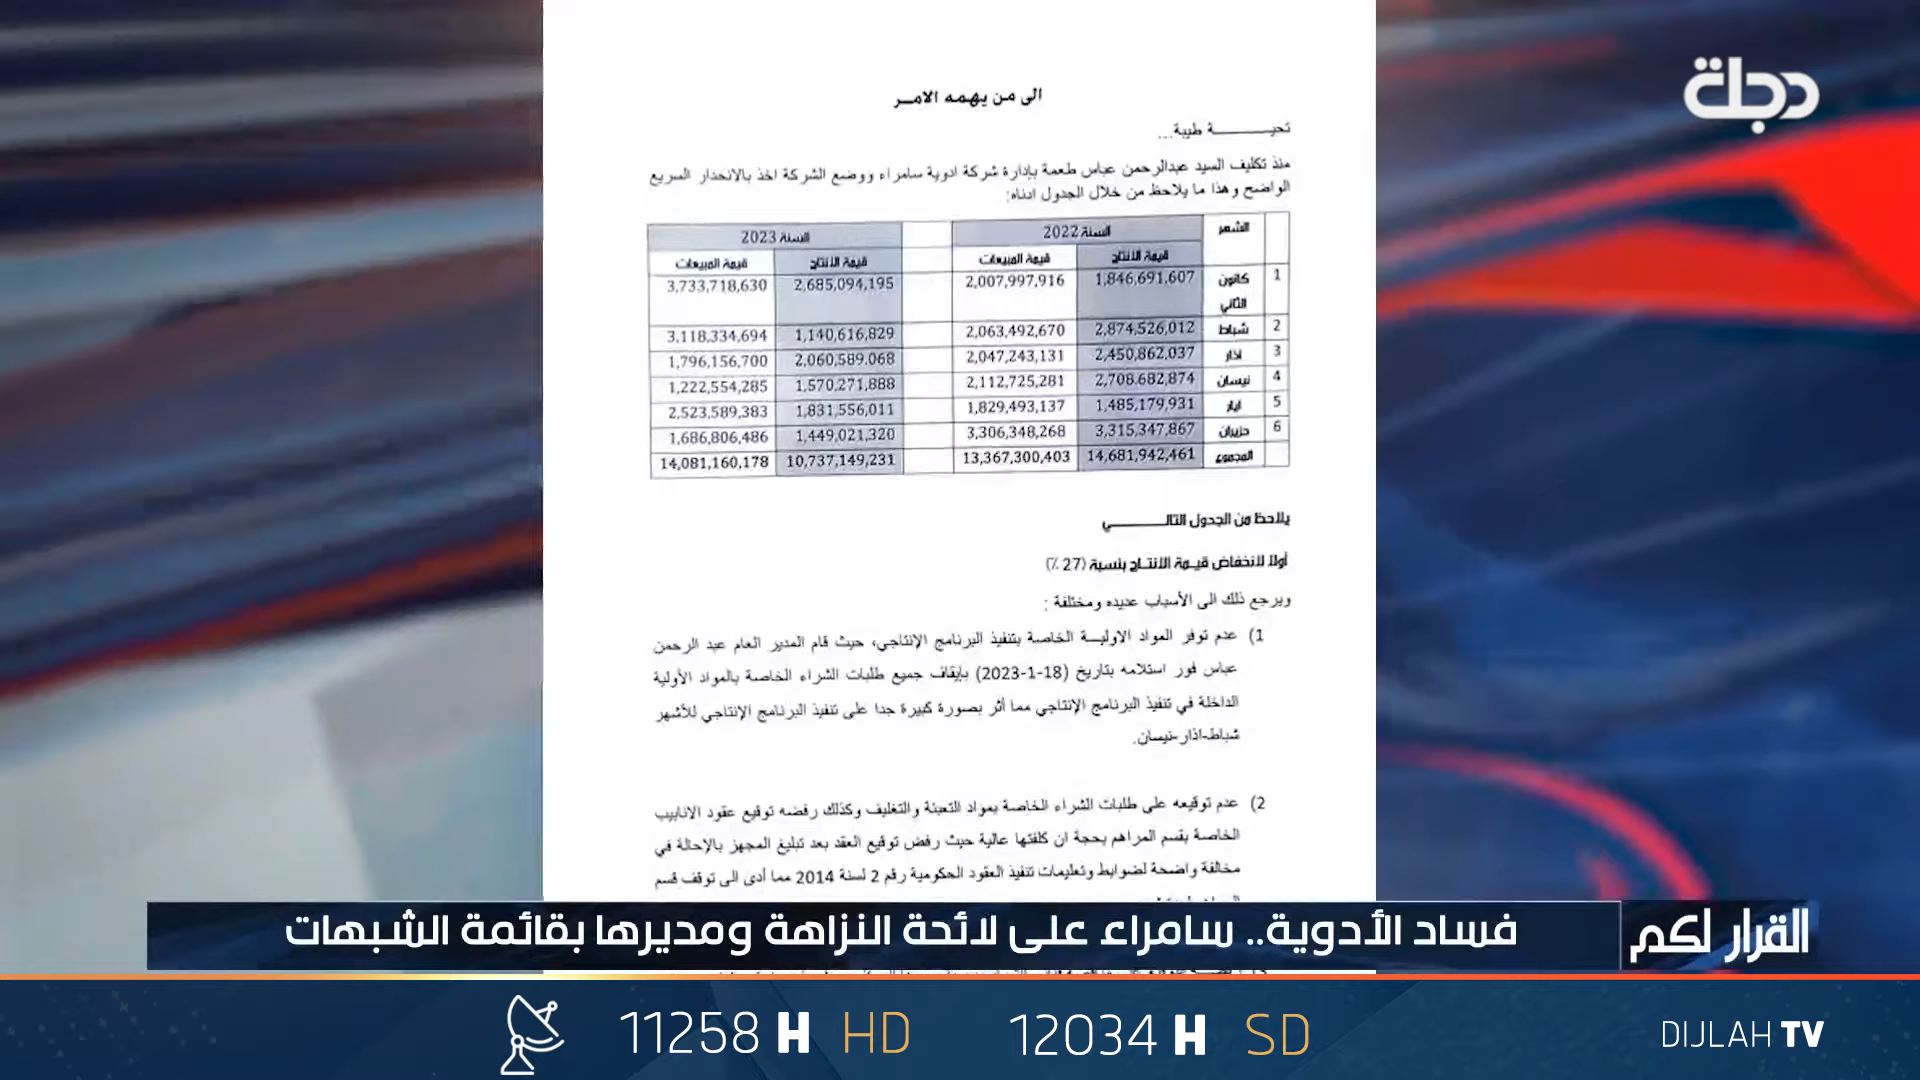 دجلة
الى من يهمه الامـر
تحيـــــــة طيبة...
منذ تكليف السيد عبدالرحمن عباس طعمة بإدارة شركة ادوية سامراء ووضع الشركة اخذ بالانحدار السريع
الواضح وهذا ما يلاحظ من خلال الجدول ادناه:
الشهر السنة 2022 السنة 2023
قيمة الانتاج قيمة المبيعات قيمة الانتاج قيمة المبيعات
1 كانون الثاني 1,846,691,607 2,007,997,916 2,685,094,195 3,733,718,630
2 شباط 2,874,526,012 2,063,492,670 1,140,616,829 3,118,334,694
3 اذار 2,450,862,037 2,047,243,131 2,060,589.068 1,796,156,700
4 نيسان 2,708,682,874 2,112,725,281 1,570,271,888 1,222,554,285
5 ايار 1,485,179,931 1,829,493,137 1,831,556,011 2,523,589,383
6 حزيران 3,315,347,867 3,306,348,268 1,449,021,320 1,686,806,486
المجموع 14,681,942,461 13,367,300,403 10,737,149,231 14,081,160,178
يلاحظ من الجدول التالـــــــي
أولا لانخفاض قيـمة الانتـاج بنسبة (27 ٪)
ويرجع ذلك الى الأسباب عديده ومختلفة :
1) عدم توفر المواد الاوليـة الخاصة بتنفيذ البرنامج الإنتاجي، حيث قام المدير العام عبد الرحمن
عباس فور استلامه بتاريخ (18-1-2023) بإيقاف جميع طلبات الشراء الخاصة بالمواد الأولية
الداخلة في تنفيذ البرنامج الإنتاجي مما أثر بصورة كبيرة جدا على تنفيذ البرنامج الإنتاجي للأشهر
شباط-اذار-نيسان.
2) عدم توقيعه على طلبات الشراء الخاصة بمواد التعبئة والتغليف وكذلك رفضه توقيع عقود الانابيب
الخاصة بقسم المراهم بحجة ان كلفتها عالية حيث رفض توقيع العقد بعد تبليغ المجهز بالإحالة في
مخالفة واضحة لضوابط وتعليمات تنفيذ العقود الحكومية رقم 2 لسنة 2014 مما أدى الى توقف قسم
القرار لكم
فساد الأدوية.. سامراء على لائحة النزاهة ومديرها بقائمة الشبهات
11258 H HD 12034 H SD DIJLAH TV